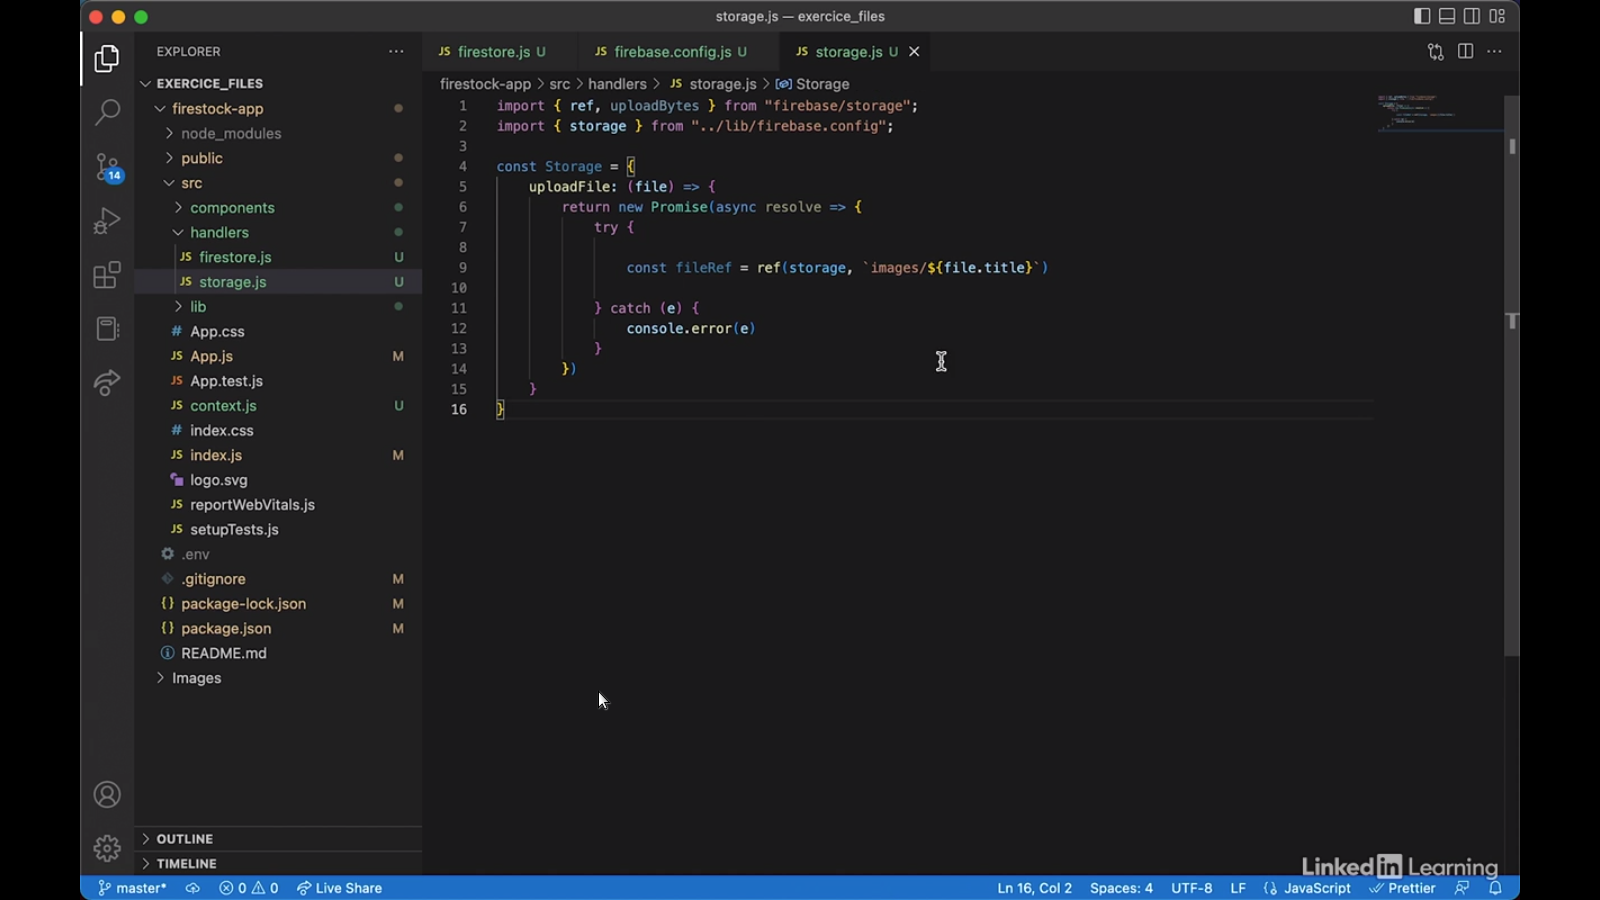 storage.js — exercice_files
EXPLORER
EXERCICE_FILES
firestock-app
node_modules
public
src
components
handlers
JS firestore.js U
JS storage.js U
lib
# App.css
JS App.js M
JS App.test.js
JS context.js U
# index.css
JS index.js M
logo.svg
JS reportWebVitals.js
JS setupTests.js
.env
.gitignore M
{} package-lock.json M
{} package.json M
README.md
Images
OUTLINE
TIMELINE
14
JS firestore.js U
JS firebase.config.js U
JS storage.js U
firestock-app > src > handlers > JS storage.js > Storage
1 import { ref, uploadBytes } from "firebase/storage";
2 import { storage } from "../lib/firebase.config";
3
4 const Storage = {
5 uploadFile: (file) => {
6 return new Promise(async resolve => {
7 try {
8
9 const fileRef = ref(storage, `images/${file.title}`)
10
11 } catch (e) {
12 console.error(e)
13 }
14 })
15 }
16 }
LinkedIn Learning
master* 0 0 Live Share Ln 16, Col 2 Spaces: 4 UTF-8 LF {} JavaScript Prettier